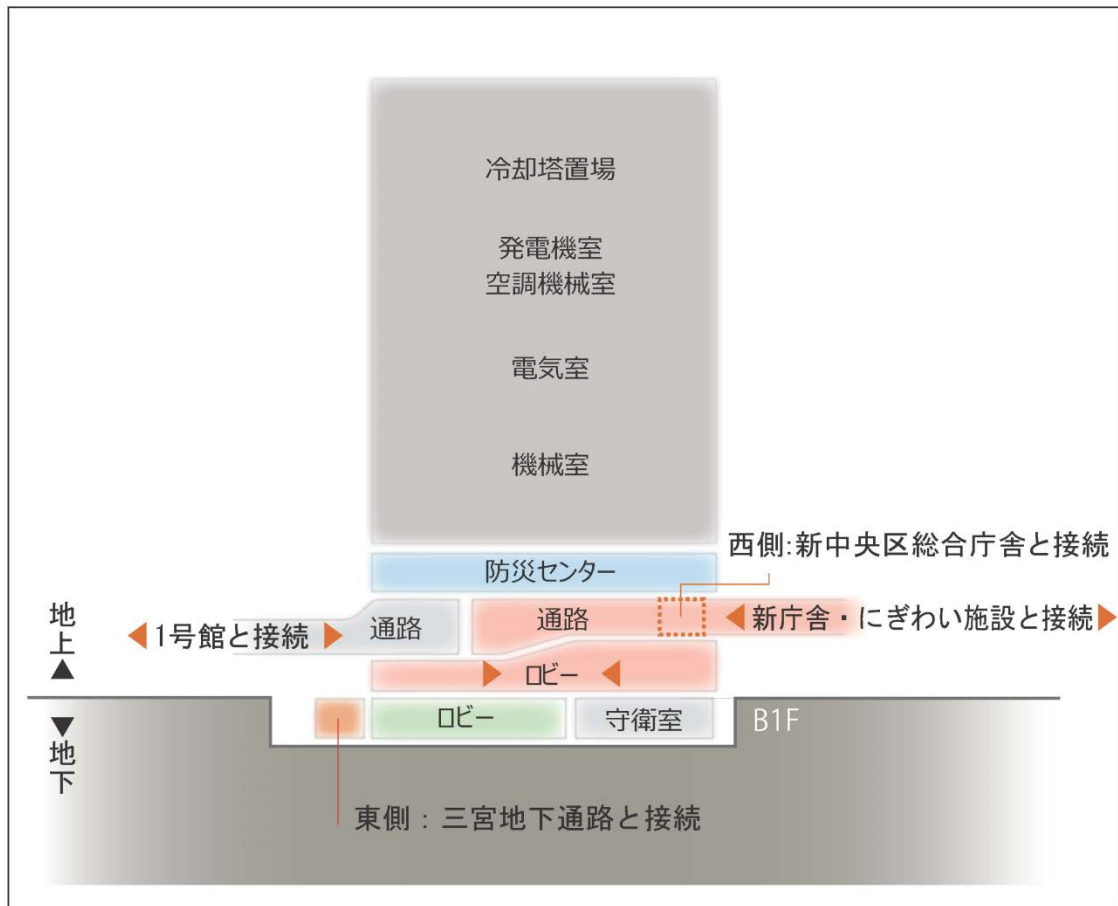 冷却塔置場
発電機室
空調機械室
電気室
機械室
西側:新中央区総合庁舎と接続
防災センター
地上▲
◀1号館と接続▶
通路
通路
◀新庁舎・にぎわい施設と接続▶
▶ロビー◀
▼地下
ロビー
守衛室
B1F
東側：三宮地下通路と接続